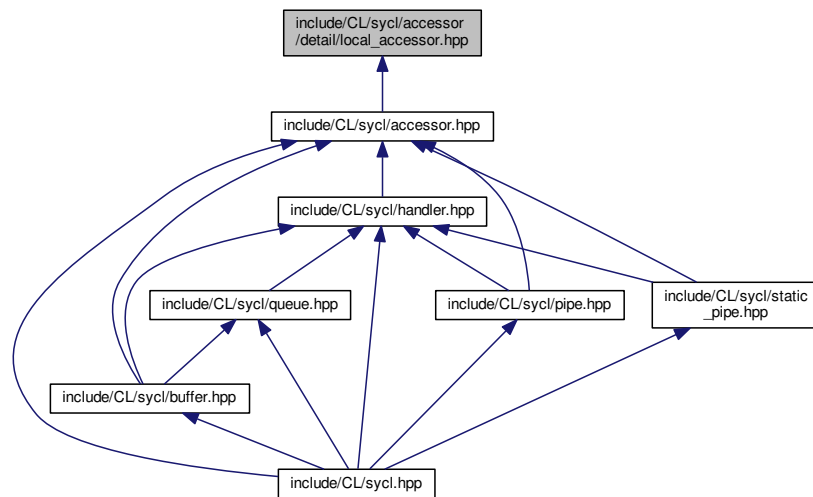 include/CL/sycl/accessor
/detail/local_accessor.hpp
include/CL/sycl/accessor.hpp
include/CL/sycl/handler.hpp
include/CL/sycl/queue.hpp
include/CL/sycl/pipe.hpp
include/CL/sycl/static
_pipe.hpp
include/CL/sycl/buffer.hpp
include/CL/sycl.hpp